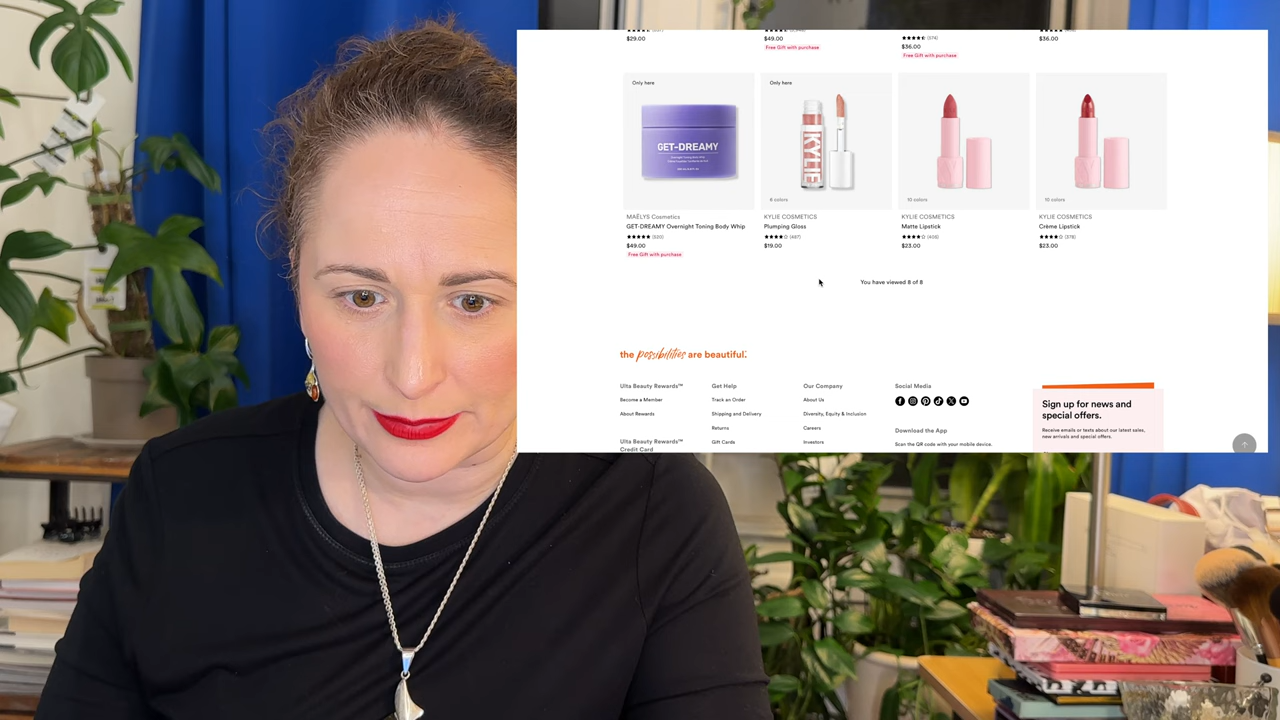 $29.00
$49.00
Free Gift with purchase
(574)
$36.00
Free Gift with purchase
$36.00
Only here
GET-DREAMY
Only here
KYLIE
6 colors
10 colors
10 colors
MAËLYS Cosmetics
GET-DREAMY Overnight Toning Body Whip
$49.00
Free Gift with purchase
KYLIE COSMETICS
Plumping Gloss
(487)
$19.00
KYLIE COSMETICS
Matte Lipstick
(405)
$23.00
KYLIE COSMETICS
Crème Lipstick
(378)
$23.00
You have viewed 8 of 8
the possibilities are beautiful.
Ulta Beauty Rewards™
Become a Member
About Rewards
Ulta Beauty Rewards™
Credit Card
Get Help
Track an Order
Shipping and Delivery
Returns
Gift Cards
Our Company
About Us
Diversity, Equity & Inclusion
Careers
Investors
Social Media
Download the App
Scan the QR code with your mobile device.
Sign up for news and
special offers.
Receive emails or texts about our latest sales,
new arrivals and special offers.